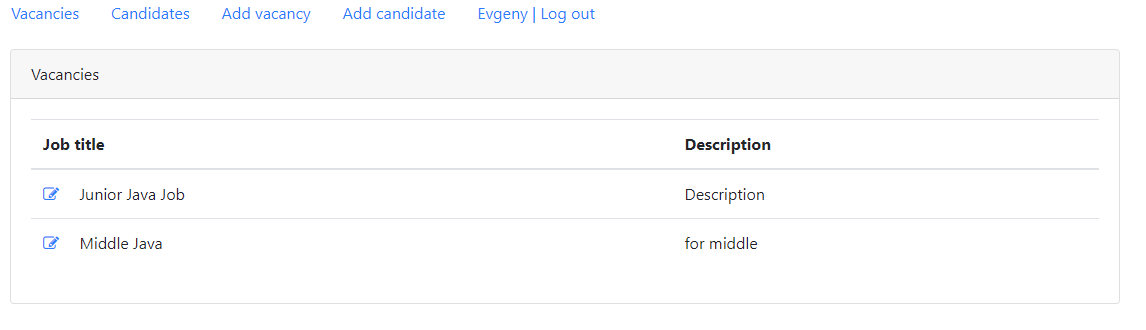 Vacancies Candidates Add vacancy Add candidate Evgeny | Log out
Vacancies
Job title Description
Junior Java Job Description
Middle Java for middle